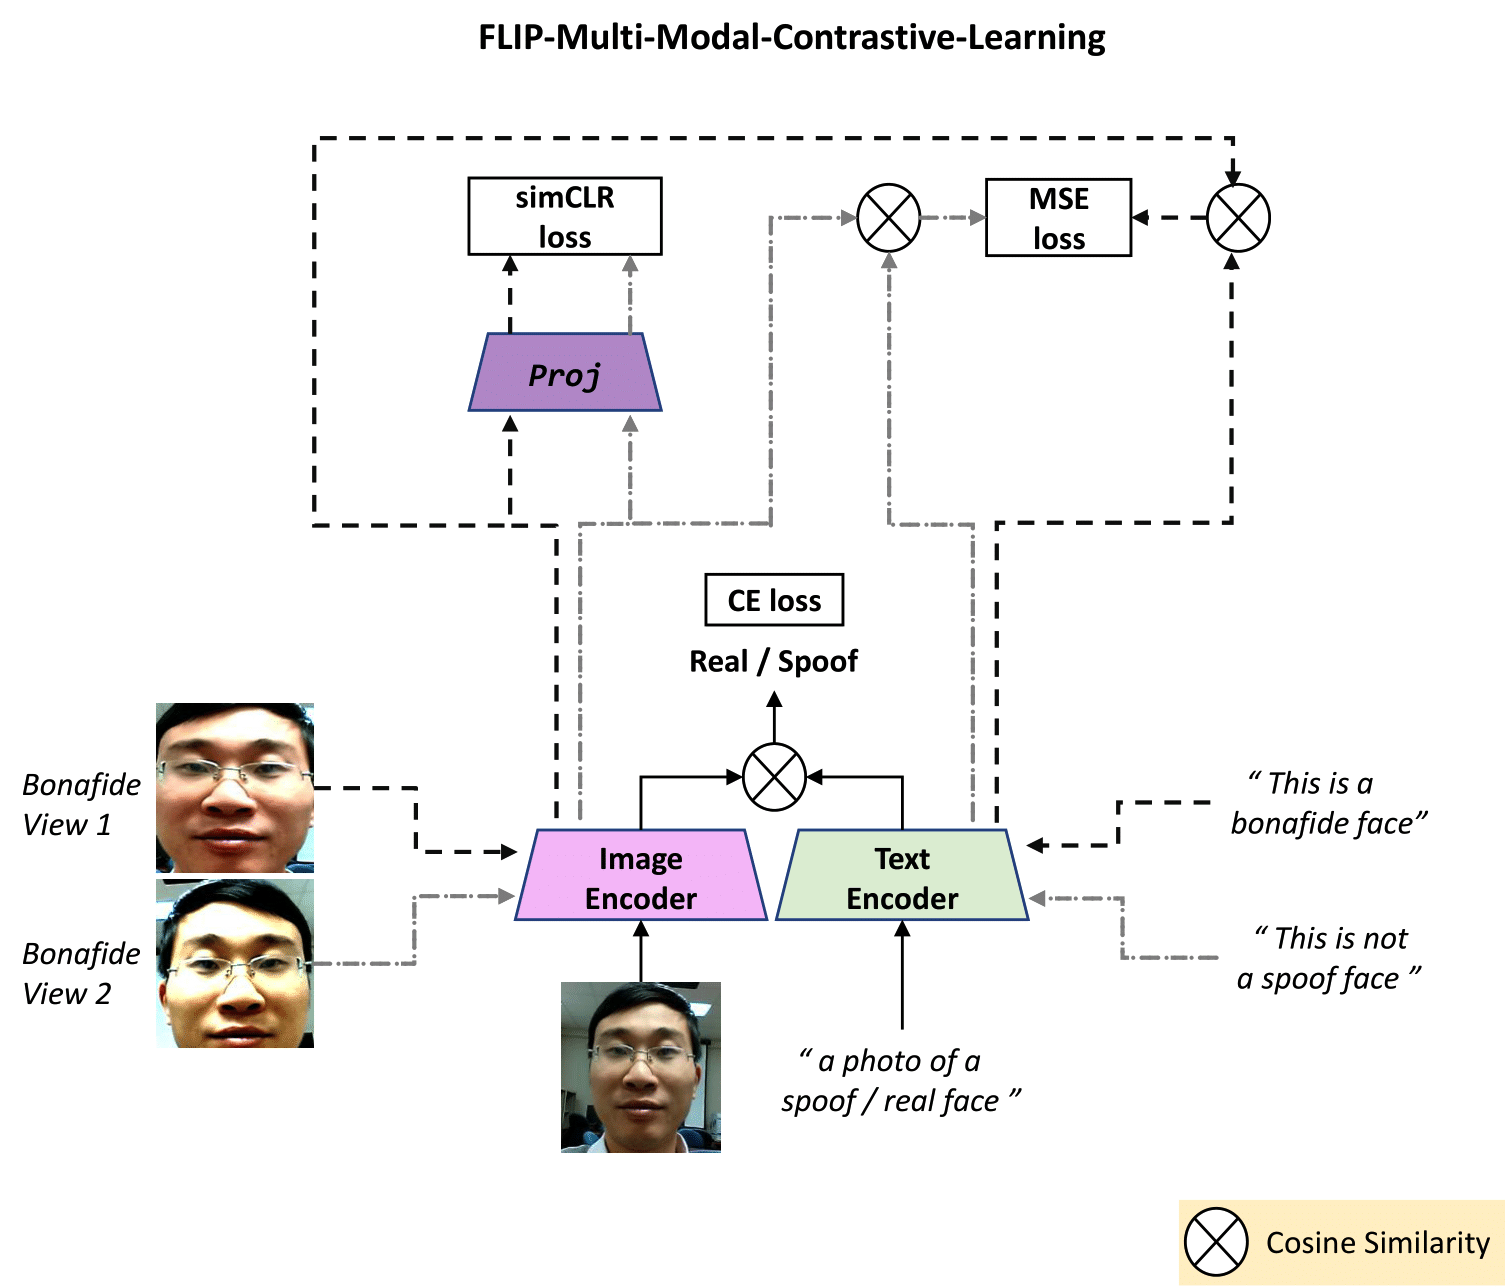 FLIP-Multi-Modal-Contrastive-Learning
simCLR
loss
MSE
loss
Proj
CE loss
Real / Spoof
Bonafide
View 1
Image
Encoder
Text
Encoder
“ This is a
bonafide face”
Bonafide
View 2
“ This is not
a spoof face ”
“ a photo of a
spoof / real face ”
Cosine Similarity